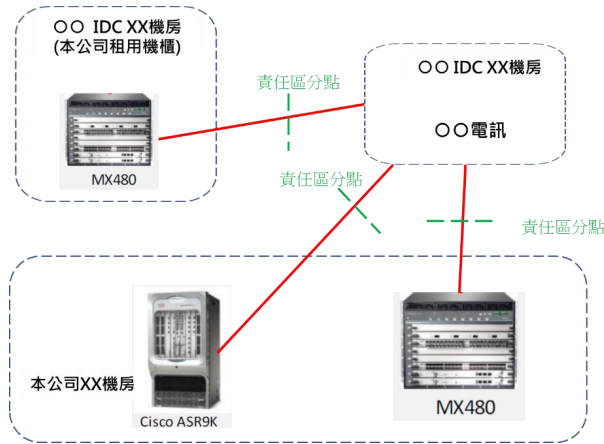 ○○ IDC XX機房
(本公司租用機櫃)
MX480
責任區分點
○○ IDC XX機房
○○電訊
責任區分點
責任區分點
本公司XX機房
Cisco ASR9K
MX480